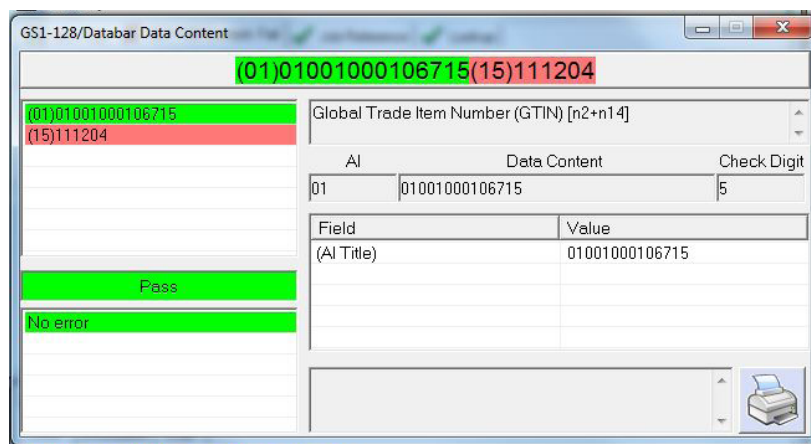 GS1-128/Databar Data Content
(01)01001000106715(15)111204
(01)01001000106715
(15)111204
Pass
No error
Global Trade Item Number (GTIN) [n2+n14]
AI Data Content Check Digit
01 01001000106715 5
Field Value
(AI Title) 01001000106715